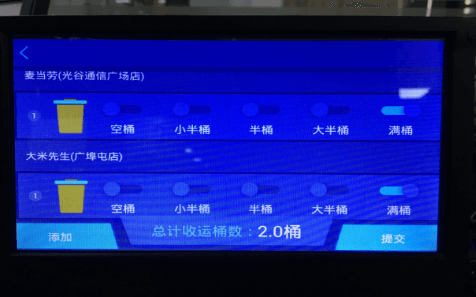 麦当劳(光谷通信广场店)
1 空桶 小半桶 半桶 大半桶 满桶
大米先生(广埠屯店)
1 空桶 小半桶 半桶 大半桶 满桶
添加 总计收运桶数：2.0桶 提交